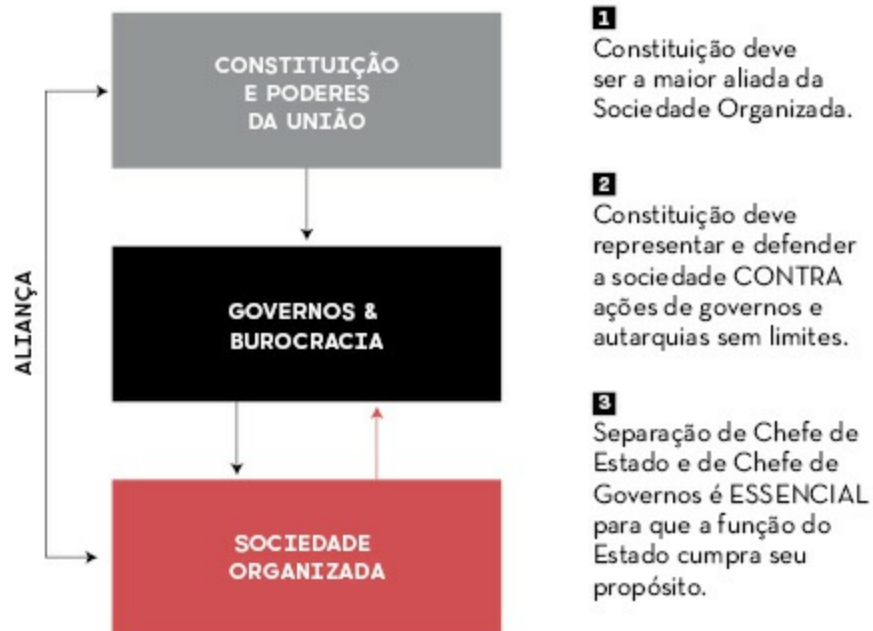 CONSTITUIÇÃO
E PODERES
DA UNIÃO
GOVERNOS &
BUROCRACIA
SOCIEDADE
ORGANIZADA
ALIANÇA
1
Constituição deve
ser a maior aliada da
Sociedade Organizada.
2
Constituição deve
representar e defender
a sociedade CONTRA
ações de governos e
autarquias sem limites.
3
Separação de Chefe de
Estado e de Chefe de
Governos é ESSENCIAL
para que a função do
Estado cumpra seu
propósito.